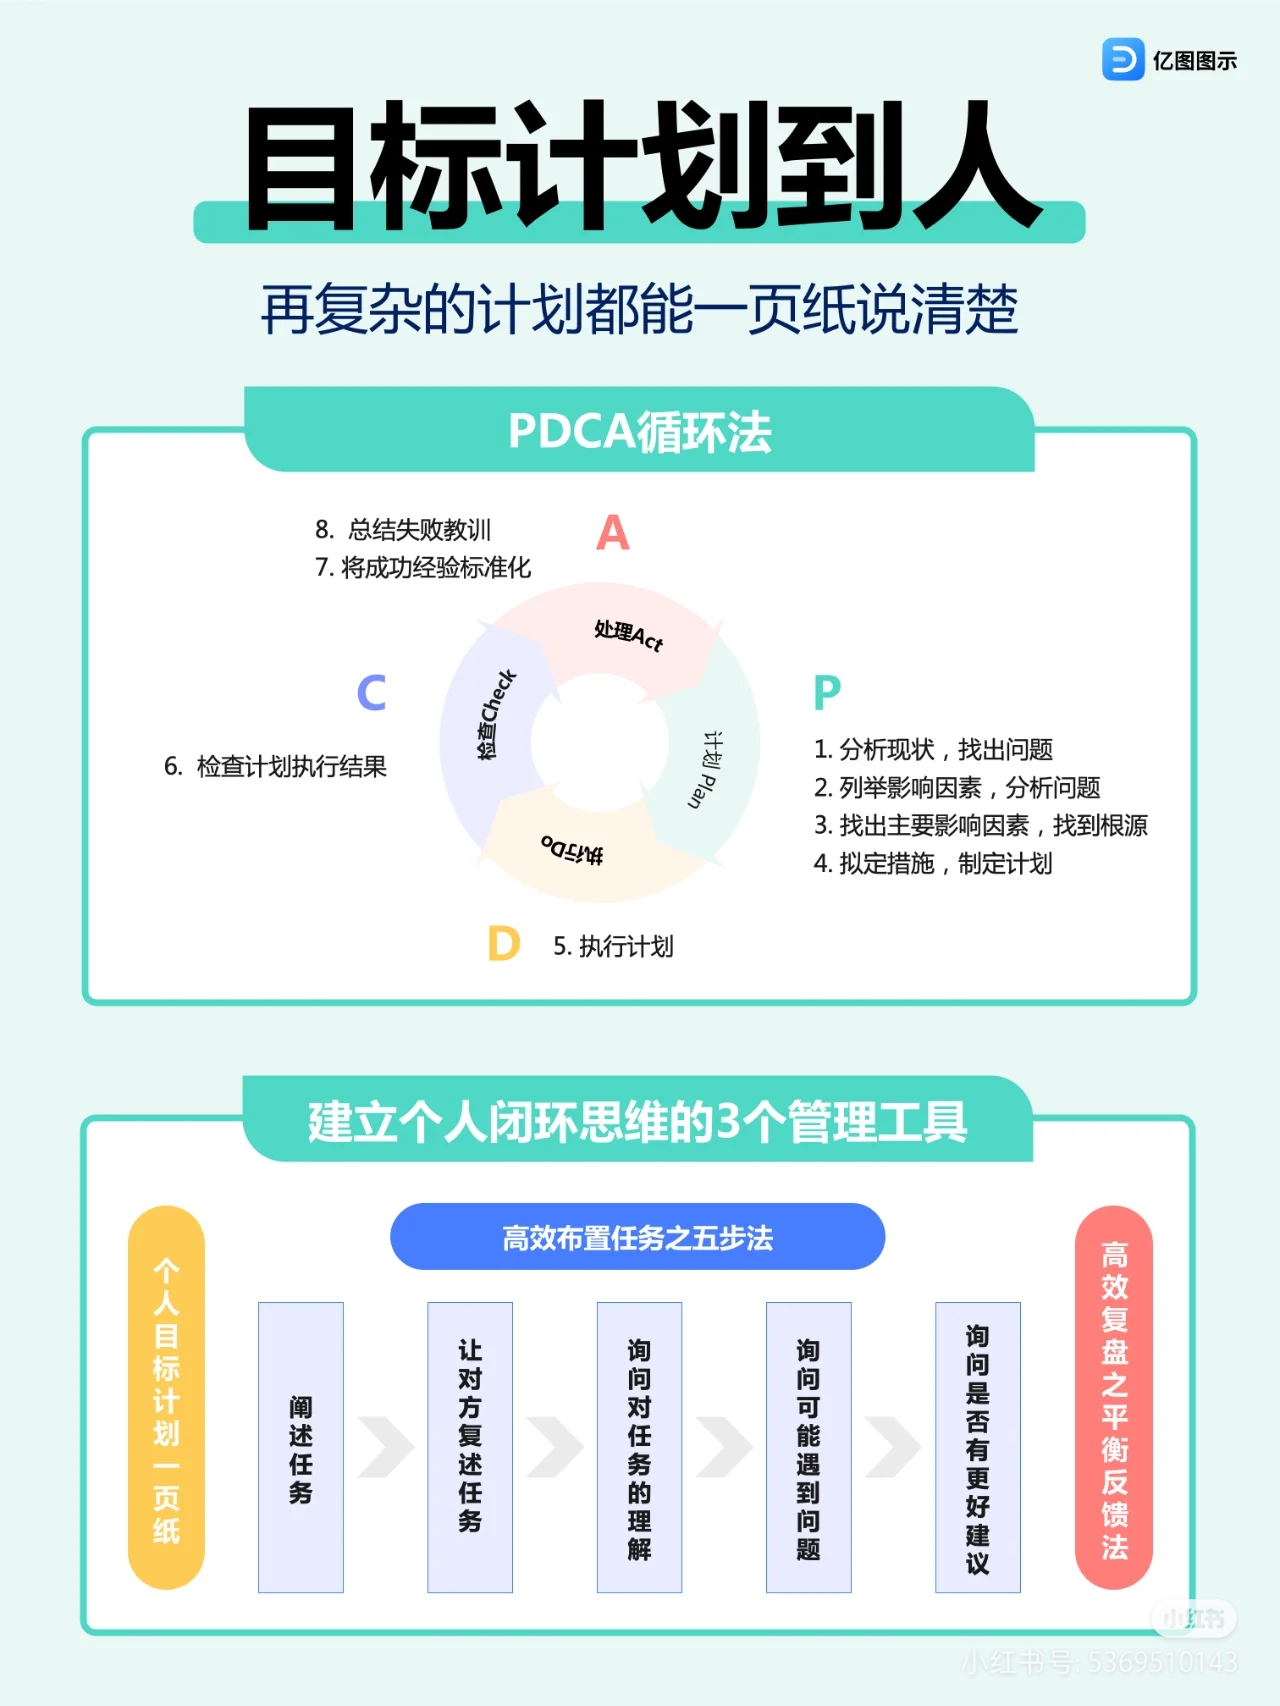 亿图图示
目标计划到人
再复杂的计划都能一页纸说清楚
PDCA循环法
8. 总结失败教训
7. 将成功经验标准化
A
处理Act
C
检查Check
6. 检查计划执行结果
P
计划 Plan
1. 分析现状，找出问题
2. 列举影响因素，分析问题
3. 找出主要影响因素，找到根源
4. 拟定措施，制定计划
执行Do
D
5. 执行计划
建立个人闭环思维的3个管理工具
个人目标计划一页纸
高效布置任务之五步法
阐述任务
让对方复述任务
询问对任务的理解
询问可能遇到问题
询问是否有更好建议
高效复盘之平衡反馈法
小红书
小红书号: 5369510143